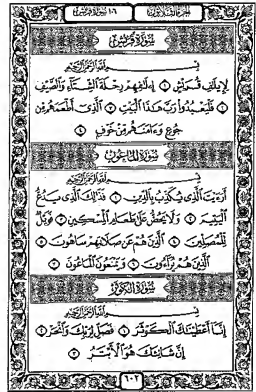 الجزء الثلاثون ١٠٦ سورة قريش
سُورَةُ قُرَيْشٍ
بِسْمِ اللَّهِ الرَّحْمَٰنِ الرَّحِيمِ
لِإِيلَٰفِ قُرَيْشٍ ١ إِۦلَٰفِهِمْ رِحْلَةَ ٱلشِّتَآءِ وَٱلصَّيْفِ
٢ فَلْيَعْبُدُوا۟ رَبَّ هَٰذَا ٱلْبَيْتِ ٣ ٱلَّذِىٓ أَطْعَمَهُم مِّن
جُوعٍ وَءَامَنَهُم مِّنْ خَوْفٍۭ ٤
سُورَةُ المَاعُونِ
بِسْمِ اللَّهِ الرَّحْمَٰنِ الرَّحِيمِ
أَرَءَيْتَ ٱلَّذِى يُكَذِّبُ بِٱلدِّينِ ١ فَذَٰلِكَ ٱلَّذِى يَدُعُّ
ٱلْيَتِيمَ ٢ وَلَا يَحُضُّ عَلَىٰ طَعَامِ ٱلْمِسْكِينِ ٣ فَوَيْلٌ
لِّلْمُصَلِّينَ ٤ ٱلَّذِينَ هُمْ عَن صَلَاتِهِمْ سَاهُونَ ٥
ٱلَّذِينَ هُمْ يُرَآءُونَ ٦ وَيَمْنَعُونَ ٱلْمَاعُونَ ٧
سُورَةُ الكَوْثَرِ
بِسْمِ اللَّهِ الرَّحْمَٰنِ الرَّحِيمِ
إِنَّآ أَعْطَيْنَٰكَ ٱلْكَوْثَرَ ١ فَصَلِّ لِرَبِّكَ وَٱنْحَرْ ٢
إِنَّ شَانِئَكَ هُوَ ٱلْأَبْتَرُ ٣
٦٠٢